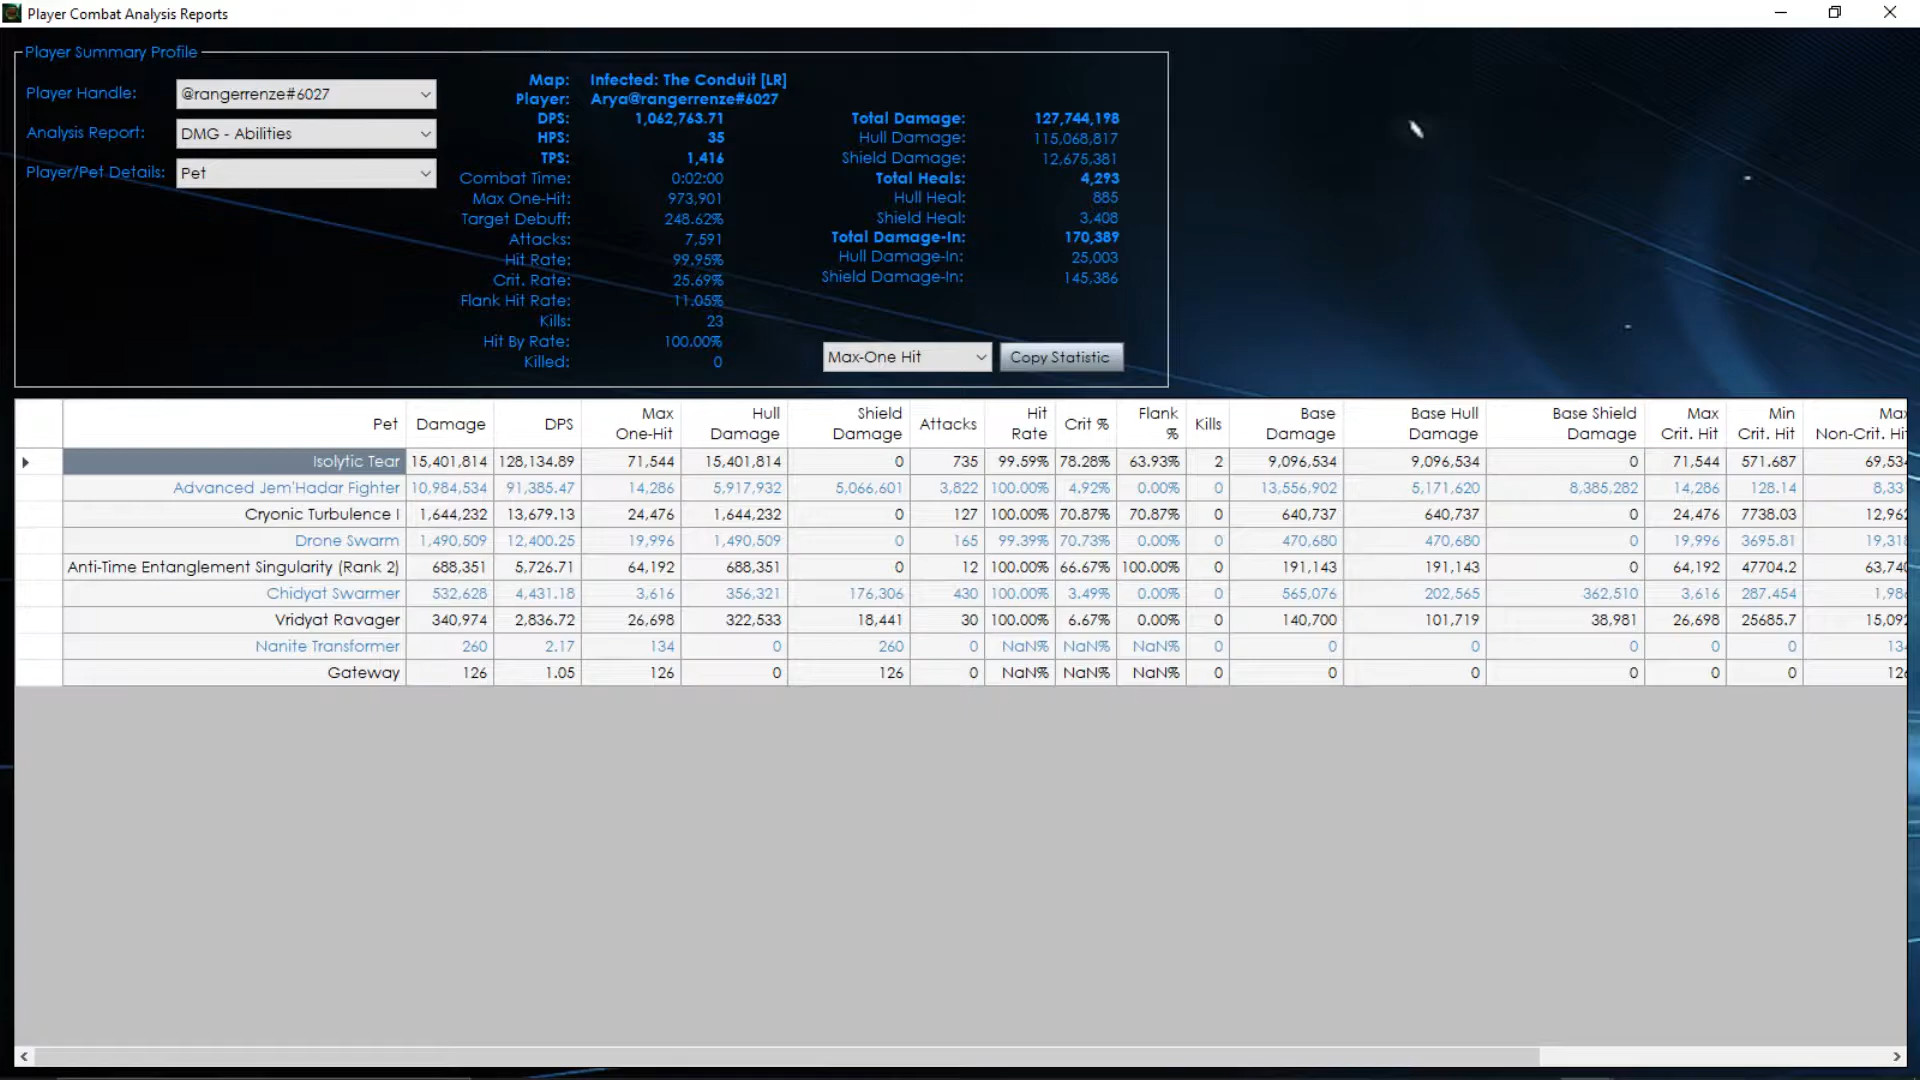 Player Combat Analysis Reports
Player Summary Profile
Player Handle: @rangerrenze#6027
Analysis Report: DMG - Abilities
Player/Pet Details: Pet
Map: Infected: The Conduit [LR]
Player: Arya@rangerrenze#6027
DPS: 1,062,763.71
HPS: 35
TPS: 1,416
Combat Time: 0:02:00
Max One-Hit: 973,901
Target Debuff: 248.62%
Attacks: 7,591
Hit Rate: 99.95%
Crit. Rate: 25.69%
Flank Hit Rate: 11.05%
Kills: 23
Hit By Rate: 100.00%
Killed: 0
Total Damage: 127,744,198
Hull Damage: 115,068,817
Shield Damage: 12,675,381
Total Heals: 4,293
Hull Heal: 885
Shield Heal: 3,408
Total Damage-In: 170,389
Hull Damage-In: 25,003
Shield Damage-In: 145,386
Max-One Hit Copy Statistic
Pet Damage DPS Max One-Hit Hull Damage Shield Damage Attacks Hit Rate Crit % Flank % Kills Base Damage Base Hull Damage Base Shield Damage Max Crit. Hit Min Crit. Hit Max Non-Crit. Hit
Isolytic Tear 15,401,814 128,134.89 71,544 15,401,814 0 735 99.59% 78.28% 63.93% 2 9,096,534 9,096,534 0 71,544 571.687 69,534
Advanced Jem'Hadar Fighter 10,984,534 91,385.47 14,286 5,917,932 5,066,601 3,822 100.00% 4.92% 0.00% 0 13,556,902 5,171,620 8,385,282 14,286 128.14 8,33
Cryonic Turbulence I 1,644,232 13,679.13 24,476 1,644,232 0 127 100.00% 70.87% 70.87% 0 640,737 640,737 0 24,476 7738.03 12,962
Drone Swarm 1,490,509 12,400.25 19,996 1,490,509 0 165 99.39% 70.73% 0.00% 0 470,680 470,680 0 19,996 3695.81 19,318
Anti-Time Entanglement Singularity (Rank 2) 688,351 5,726.71 64,192 688,351 0 12 100.00% 66.67% 100.00% 0 191,143 191,143 0 64,192 47704.2 63,740
Chidyat Swarmer 532,628 4,431.18 3,616 356,321 176,306 430 100.00% 3.49% 0.00% 0 565,076 202,565 362,510 3,616 287.454 1,986
Vridyat Ravager 340,974 2,836.72 26,698 322,533 18,441 30 100.00% 6.67% 0.00% 0 140,700 101,719 38,981 26,698 25685.7 15,092
Nanite Transformer 260 2.17 134 0 260 0 NaN% NaN% NaN% 0 0 0 0 0 0 134
Gateway 126 1.05 126 0 126 0 NaN% NaN% NaN% 0 0 0 0 0 0 126